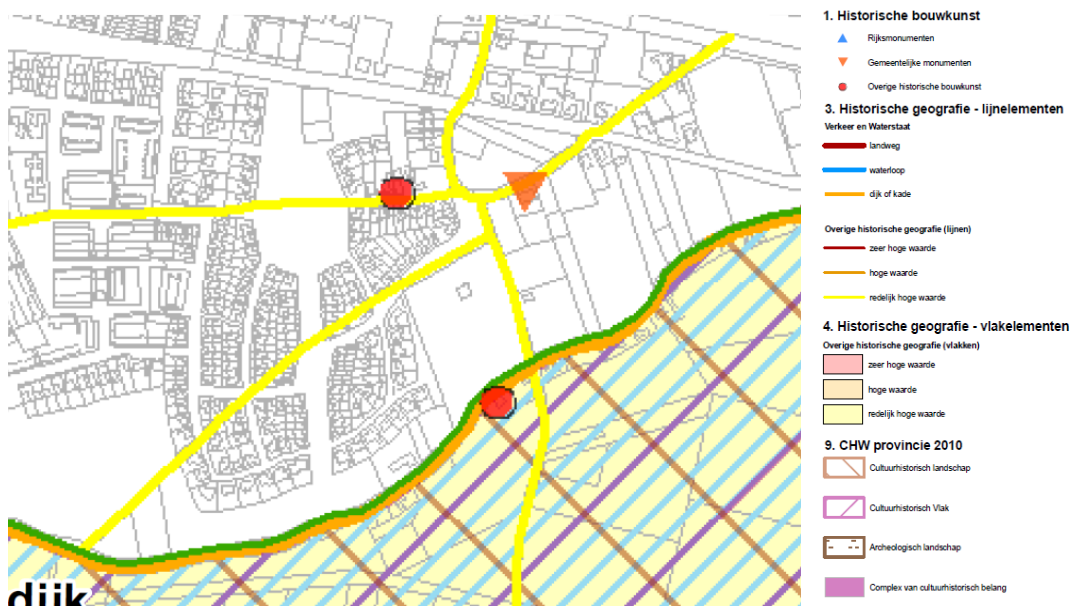 1. Historische bouwkunst
Rijksmonumenten
Gemeentelijke monumenten
Overige historische bouwkunst
3. Historische geografie - lijnelementen
Verkeer en Waterstaat
landweg
waterloop
dijk of kade
Overige historische geografie (lijnen)
zeer hoge waarde
hoge waarde
redelijk hoge waarde
4. Historische geografie - vlakelementen
Overige historische geografie (vlakken)
zeer hoge waarde
hoge waarde
redelijk hoge waarde
9. CHW provincie 2010
Cultuurhistorisch landschap
Cultuurhistorisch Vlak
Archeologisch landschap
Complex van cultuurhistorisch belang
dijk